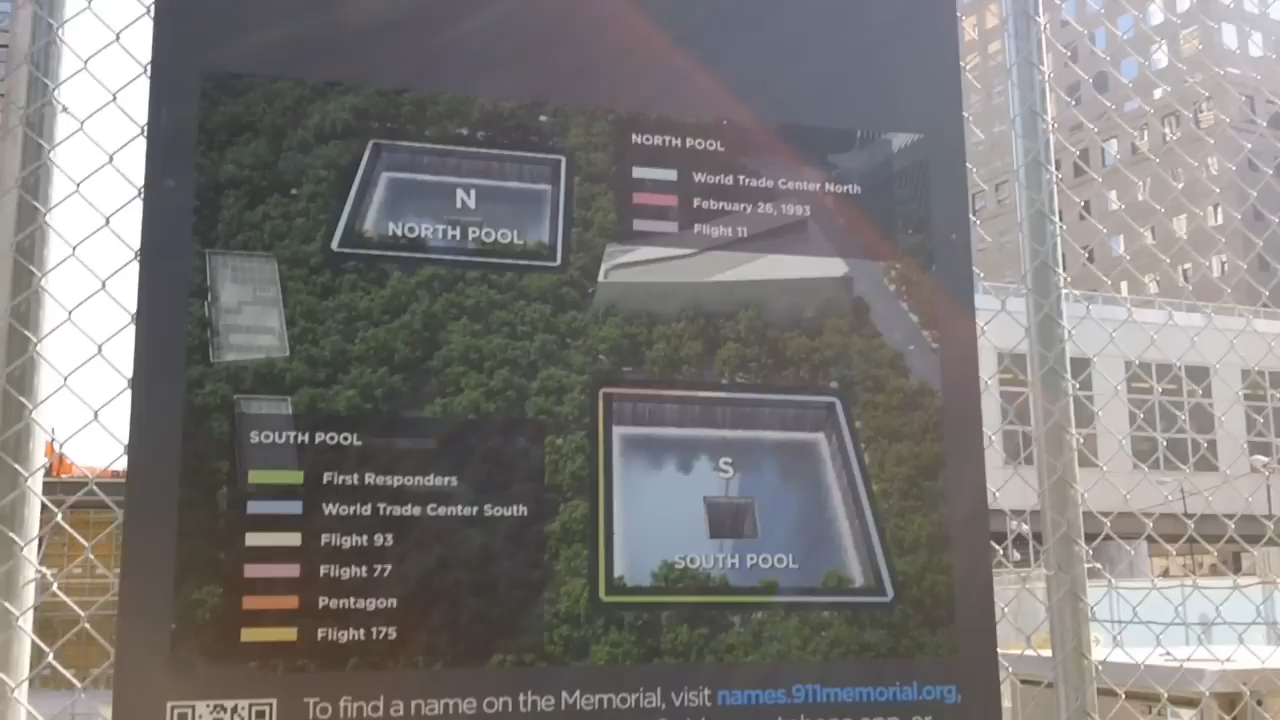 N
NORTH POOL
NORTH POOL
World Trade Center North
February 26, 1993
Flight 11
SOUTH POOL
First Responders
World Trade Center South
Flight 93
Flight 77
Pentagon
Flight 175
S
SOUTH POOL
To find a name on the Memorial, visit names.911memorial.org,